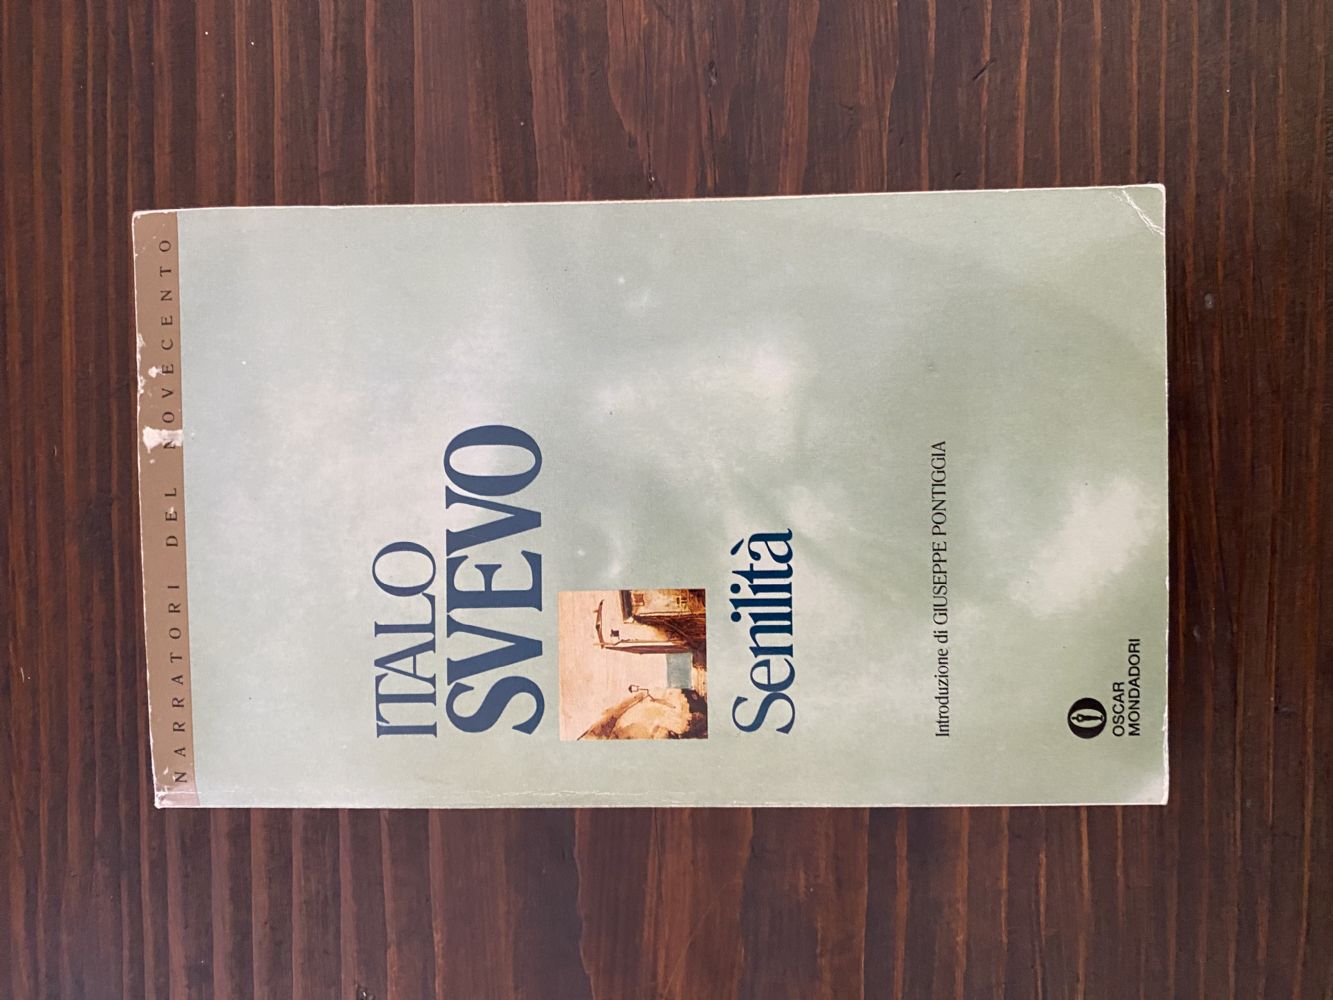 NARRATORI DEL NOVECENTO
ITALO
SVEVO
Senilità
Introduzione di GIUSEPPE PONTIGGIA
OSCAR
MONDADORI